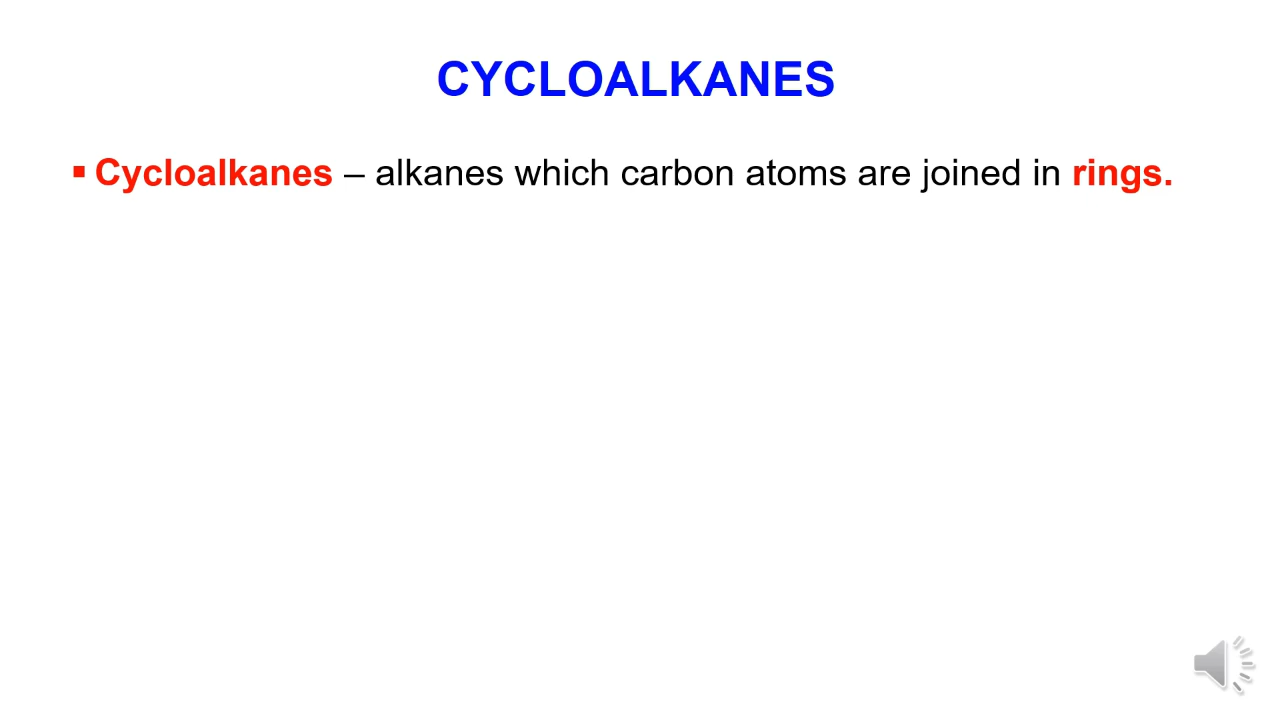 CYCLOALKANES
▪ Cycloalkanes – alkanes which carbon atoms are joined in rings.